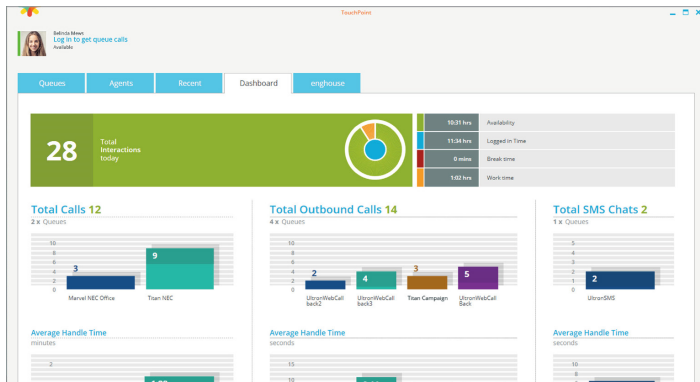 TouchPoint
Belinda Mews
Log in to get queue calls
Available
Queues
Agents
Recent
Dashboard
enghouse
28
Total
Interactions
today
10:31 hrs Availability
11:34 hrs Logged in Time
0 mins Break time
1:02 hrs Work time
Total Calls 12
2 x Queues
10
8
6
4
2
0
3
9
Marvel NEC Office
Titan NEC
Total Outbound Calls 14
4 x Queues
10
8
6
4
2
0
2
4
3
5
UltronWebCall
back2
UltronWebCall
back3
Titan Campaign
UltronWebCall
Back
Total SMS Chats 2
1 x Queues
5
4
3
2
1
0
2
UltronSMS
Average Handle Time
minutes
2
Average Handle Time
seconds
15
10
Average Handle Time
seconds
10
8